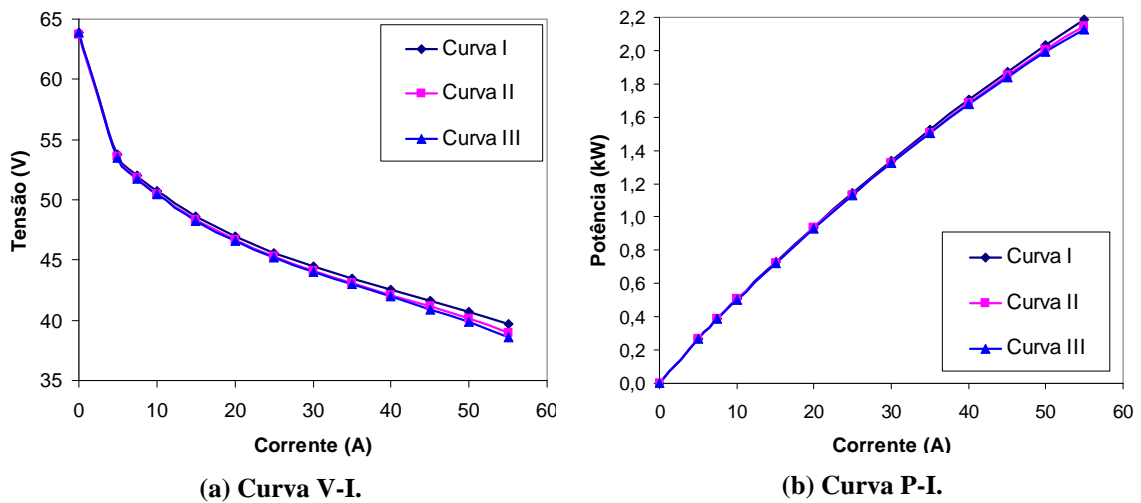 65
60
55
50
45
40
35
0
10
20
30
40
50
60
Tensão (V)
Corrente (A)
Curva I
Curva II
Curva III
(a) Curva V-I.
2,2
2,0
1,8
1,6
1,4
1,2
1,0
0,8
0,6
0,4
0,2
0,0
0
10
20
30
40
50
60
Potência (kW)
Corrente (A)
Curva I
Curva II
Curva III
(b) Curva P-I.